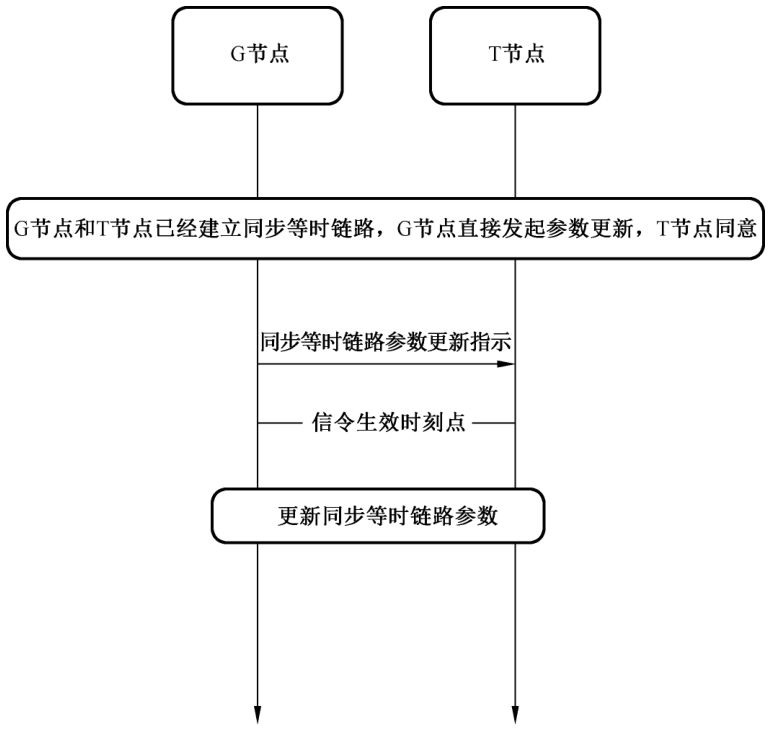 G节点
T节点
G节点和T节点已经建立同步等时链路，G节点直接发起参数更新，T节点同意
同步等时链路参数更新指示
信令生效时刻点
更新同步等时链路参数